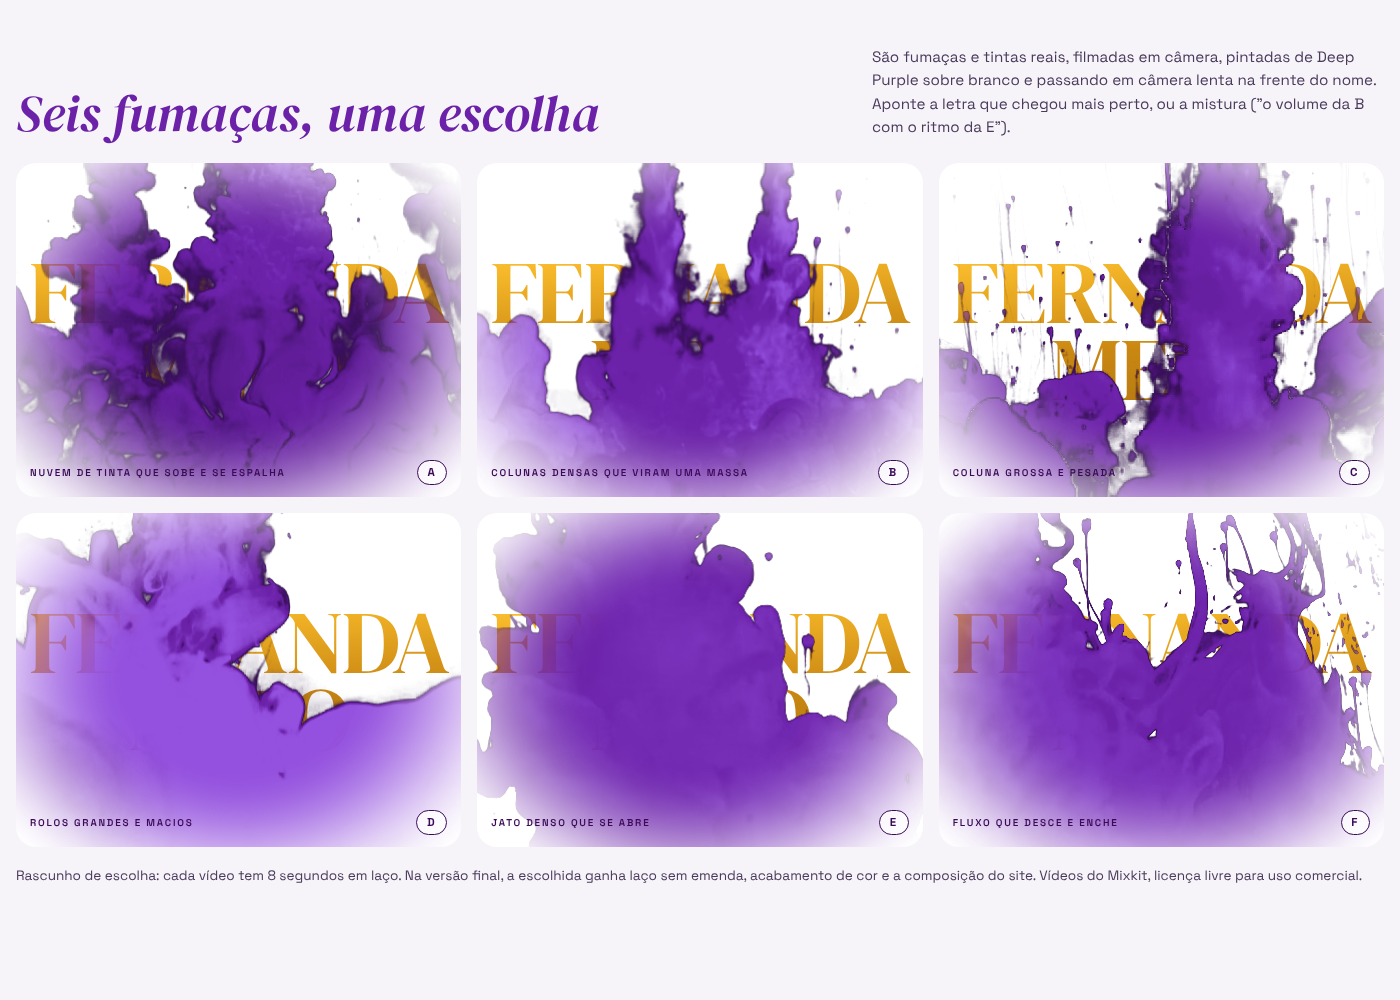 Seis fumaças, uma escolha
São fumaças e tintas reais, filmadas em câmera, pintadas de Deep
Purple sobre branco e passando em câmera lenta na frente do nome.
Aponte a letra que chegou mais perto, ou a mistura ("o volume da B
com o ritmo da E").
NUVEM DE TINTA QUE SOBE E SE ESPALHA
A
FERNANDA
COLUNAS DENSAS QUE VIRAM UMA MASSA
B
FERNANDA
ME
COLUNA GROSSA E PESADA
C
ROLOS GRANDES E MACIOS
D
JATO DENSO QUE SE ABRE
E
FLUXO QUE DESCE E ENCHE
F
Rascunho de escolha: cada vídeo tem 8 segundos em laço. Na versão final, a escolhida ganha laço sem emenda, acabamento de cor e a composição do site. Vídeos do Mixkit, licença livre para uso comercial.